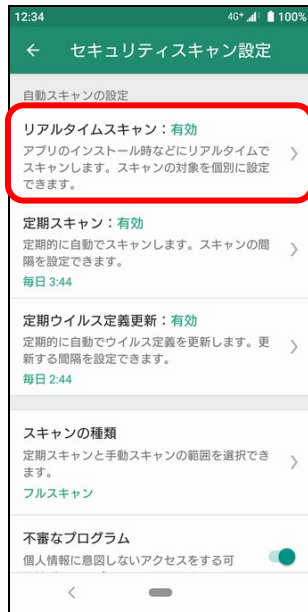 12:34 4G+ 100%
← セキュリティスキャン設定
自動スキャンの設定
リアルタイムスキャン：有効
アプリのインストール時などにリアルタイムで
スキャンします。スキャンの対象を個別に設定
できます。
定期スキャン：有効
定期的に自動でスキャンします。スキャンの間
隔を設定できます。
毎日 3:44
定期ウイルス定義更新：有効
定期的に自動でウイルス定義を更新します。更
新する間隔を設定できます。
毎日 2:44
スキャンの種類
定期スキャンと手動スキャンの範囲を選択でき
ます。
フルスキャン
不審なプログラム
個人情報に意図しないアクセスをする可